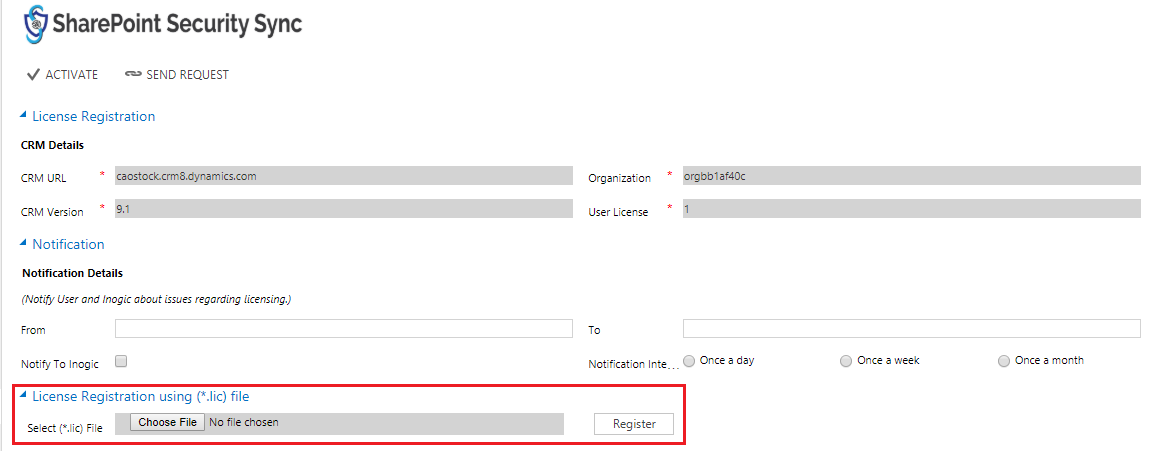 SharePoint Security Sync
ACTIVATE SEND REQUEST
License Registration
CRM Details
CRM URL * caostock.crm8.dynamics.com Organization * orgbb1af40c
CRM Version * 9.1 User License * 1
Notification
Notification Details
(Notify User and Inogic about issues regarding licensing.)
From To
Notify To Inogic Notification Inte... Once a day Once a week Once a month
License Registration using (*.lic) file
Select (*.lic) File Choose File No file chosen Register